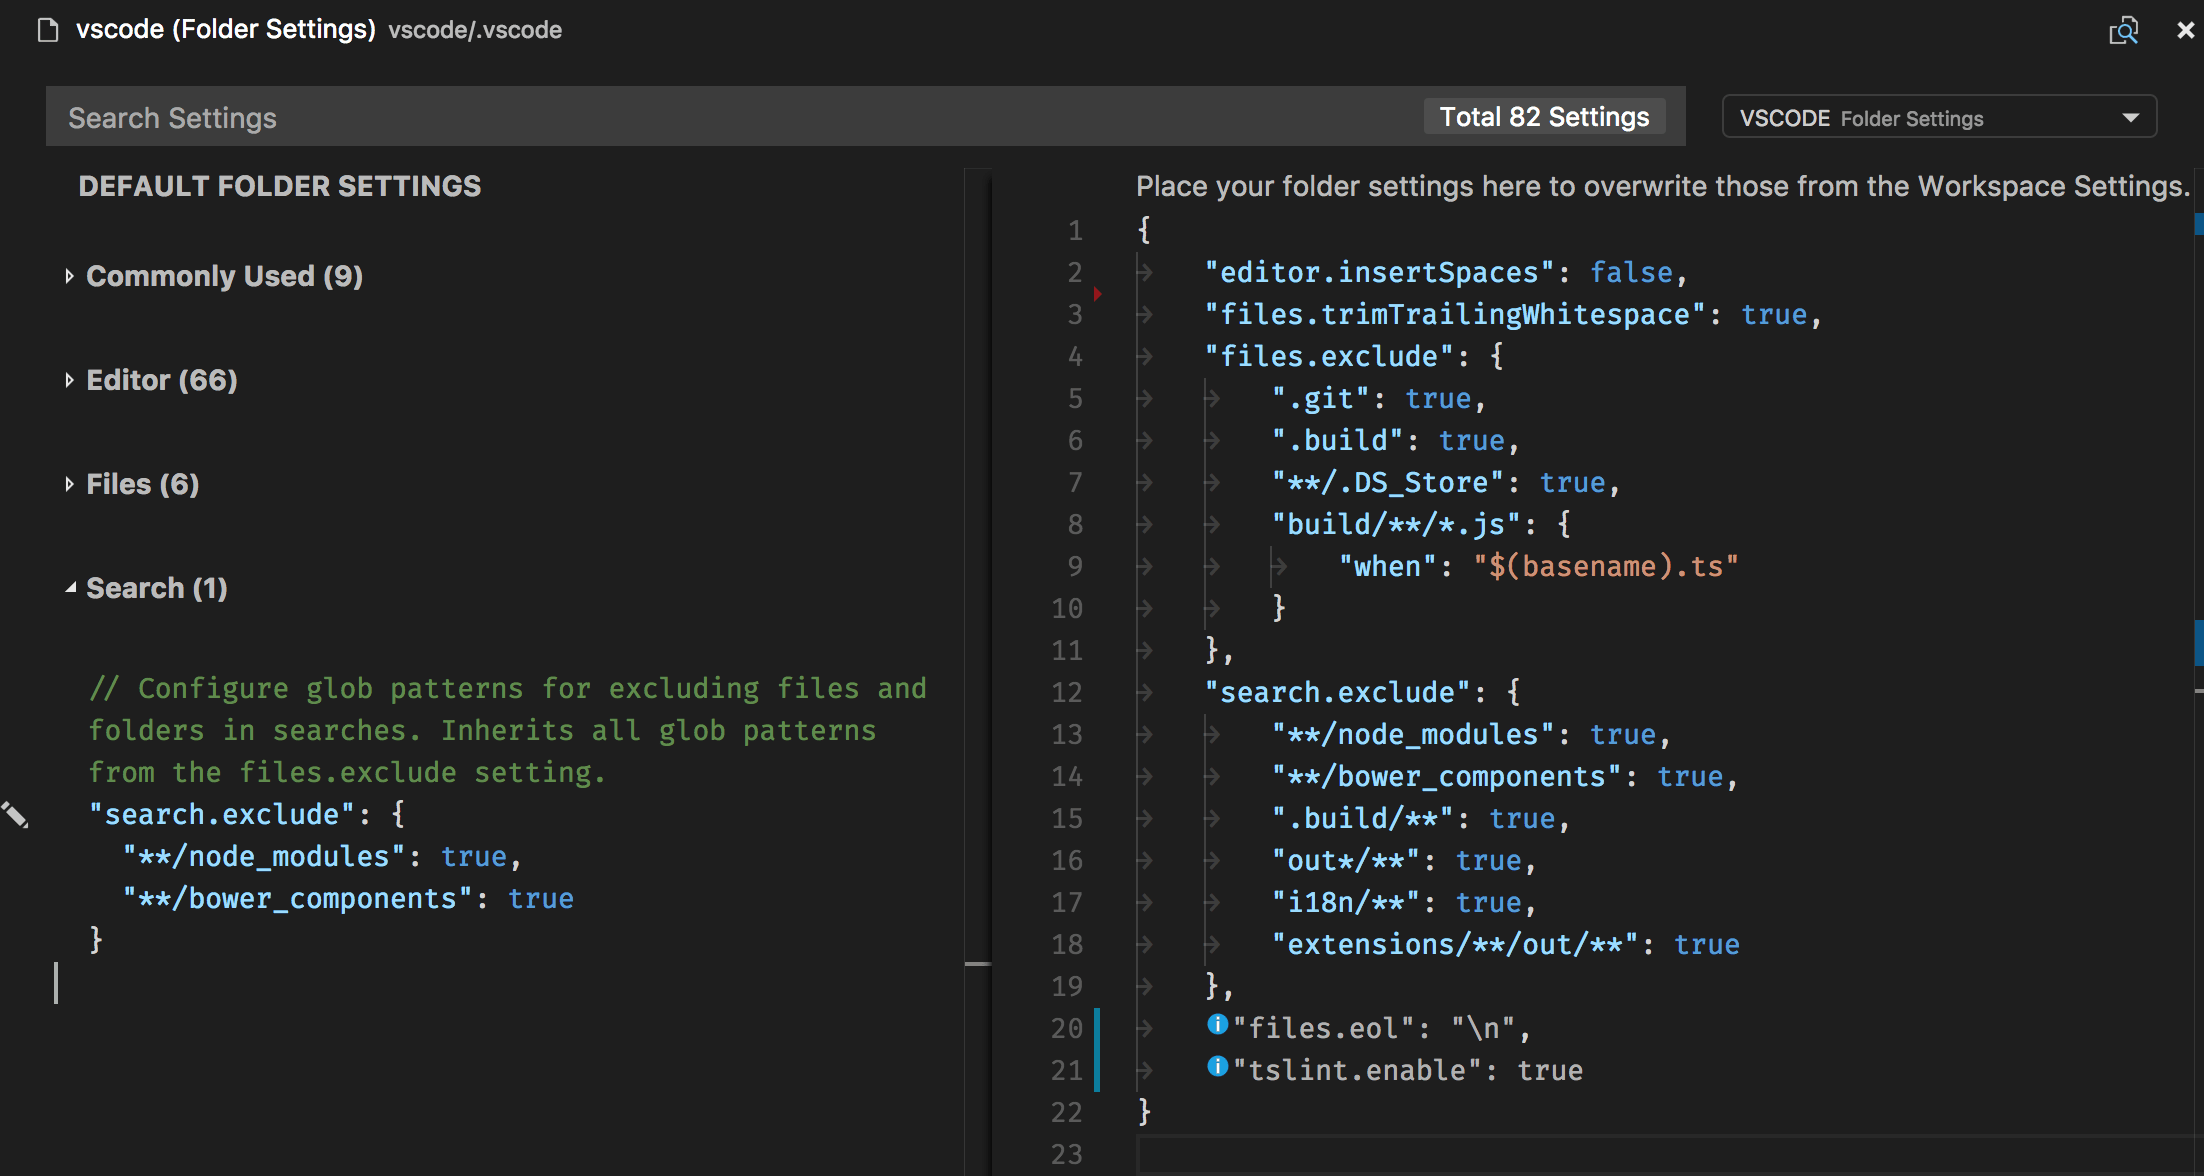 vscode (Folder Settings) vscode/.vscode
Search Settings
Total 82 Settings
VSCODE Folder Settings
DEFAULT FOLDER SETTINGS
Commonly Used (9)
Editor (66)
Files (6)
Search (1)
// Configure glob patterns for excluding files and
folders in searches. Inherits all glob patterns
from the files.exclude setting.
"search.exclude": {
"**/node_modules": true,
"**/bower_components": true
}
Place your folder settings here to overwrite those from the Workspace Settings.
1 {
2 "editor.insertSpaces": false,
3 "files.trimTrailingWhitespace": true,
4 "files.exclude": {
5 ".git": true,
6 ".build": true,
7 "**/.DS_Store": true,
8 "build/**/*.js": {
9 "when": "$(basename).ts"
10 }
11 },
12 "search.exclude": {
13 "**/node_modules": true,
14 "**/bower_components": true,
15 ".build/**": true,
16 "out*/**": true,
17 "i18n/**": true,
18 "extensions/**/out/**": true
19 },
20 "files.eol": "\n",
21 "tslint.enable": true
22 }
23